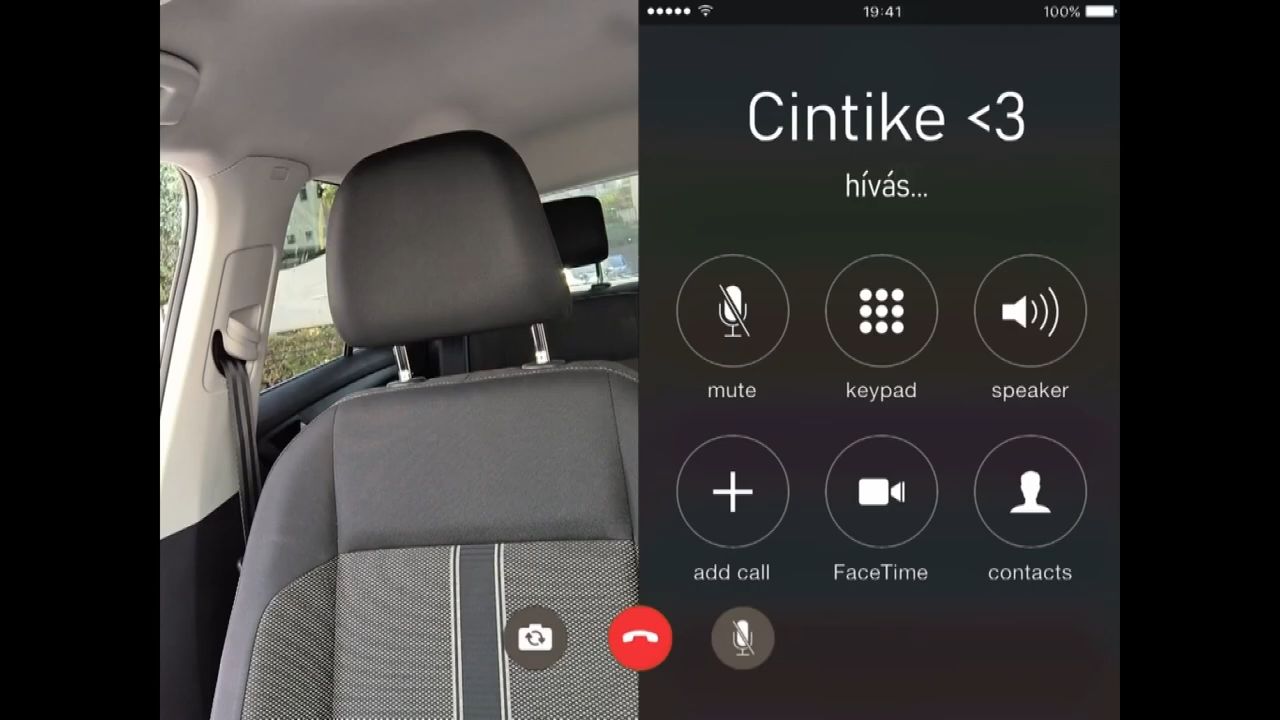 19:41
100%
Cintike <3
hívás...
mute
keypad
speaker
add call
FaceTime
contacts